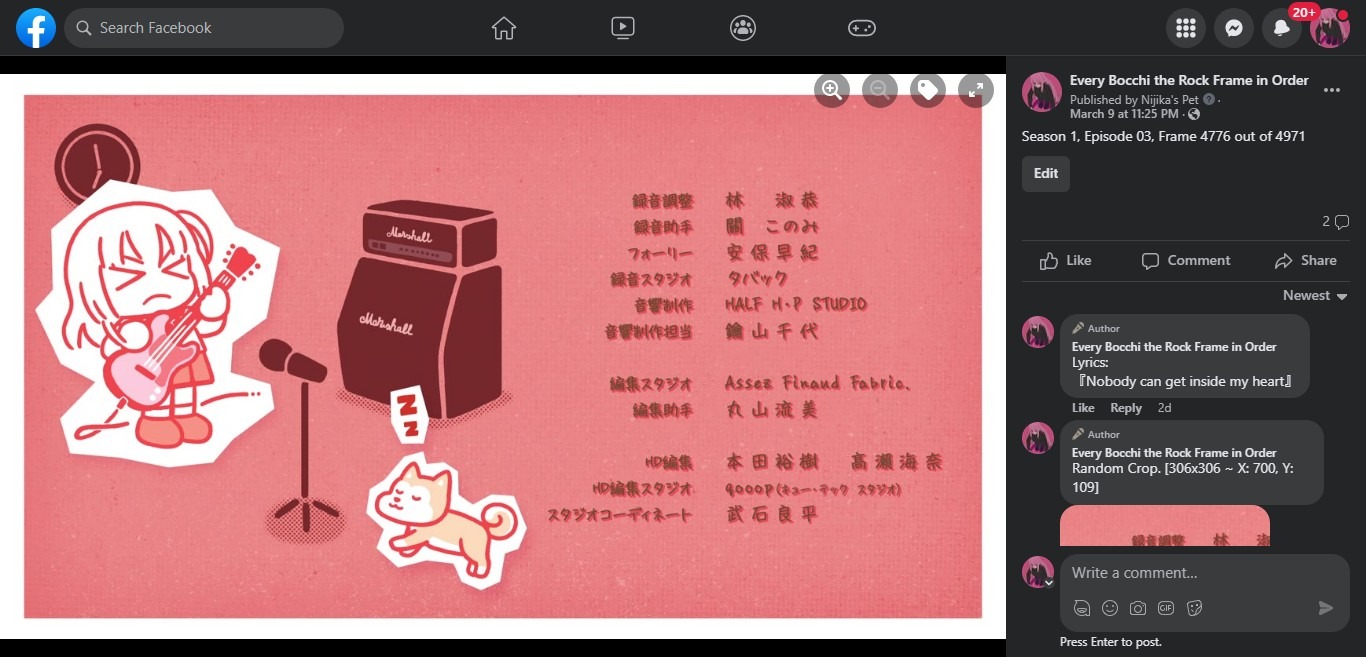 Search Facebook
20+
Marshall
Marshall
Z
Z
録音調整 林 淑恭
録音助手 關 このみ
フォーリー 安保早紀
録音スタジオ タバック
音響制作 HALF H・P STUDIO
音響制作担当 鐘山千代
編集スタジオ Assez Finaud Fabric.
編集助手 丸山流美
HD編集 本田裕樹 髙瀬海奈
HD編集スタジオ qooop(キュー・テック スタジオ)
スタジオコーディネート 武石良平
Every Bocchi the Rock Frame in Order
Published by Nijika's Pet ·
March 9 at 11:25 PM ·
Season 1, Episode 03, Frame 4776 out of 4971
Edit
2
Like Comment Share
Newest
Author
Every Bocchi the Rock Frame in Order
Lyrics:
『Nobody can get inside my heart』
Like Reply 2d
Author
Every Bocchi the Rock Frame in Order
Random Crop. [306x306 ~ X: 700, Y:
109]
録音調整 林 淑
Write a comment...
GIF
Press Enter to post.